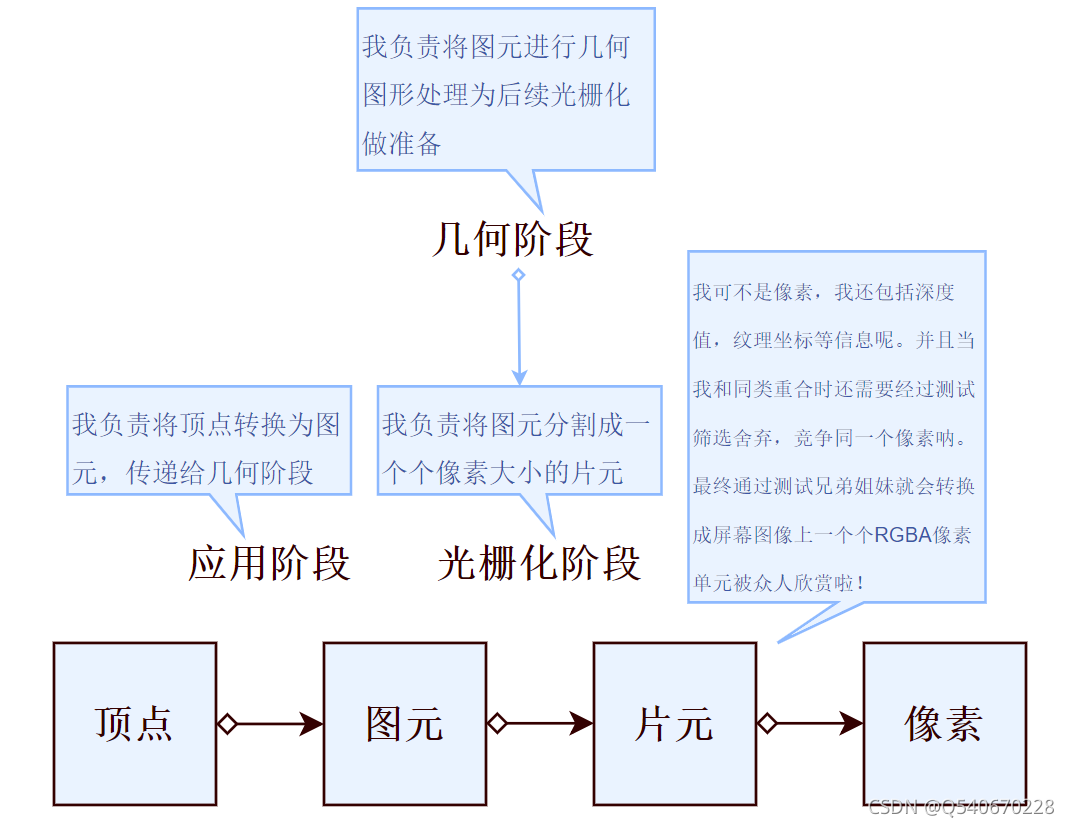 我负责将图元进行几何
图形处理为后续光栅化
做准备
几何阶段
我可不是像素，我还包括深度
值，纹理坐标等信息呢。并且当
我和同类重合时还需要经过测试
筛选舍弃，竞争同一个像素呐。
最终通过测试兄弟姐妹就会转换
成屏幕图像上一个个RGBA像素
单元被众人欣赏啦！
我负责将顶点转换为图
元，传递给几何阶段
应用阶段
我负责将图元分割成一
个个像素大小的片元
光栅化阶段
顶点
图元
片元
像素
CSDN @Q540670228